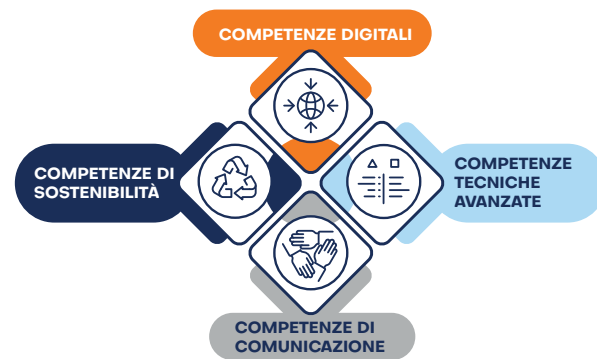 COMPETENZE DIGITALI
COMPETENZE DI
SOSTENIBILITÀ
COMPETENZE
TECNICHE
AVANZATE
COMPETENZE DI
COMUNICAZIONE